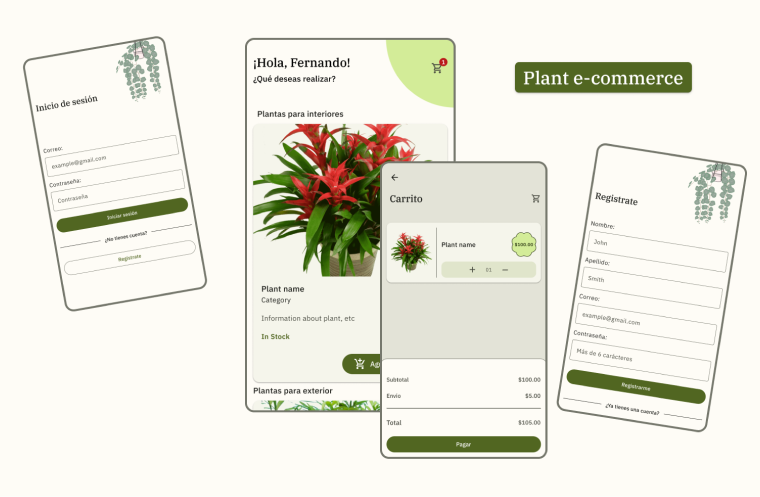 Inicio de sesión
Correo:
example@gmail.com
Contraseña:
Contraseña
Iniciar sesión
¿No tienes cuenta?
Regístrate
¡Hola, Fernando!
1
¿Qué deseas realizar?
Plantas para interiores
Plant name
Category
Information about plant, etc
In Stock
Plantas para exterior
Carrito
Plant name
$100.00
+ 01 −
Subtotal $100.00
Envío $5.00
Total $105.00
Pagar
Plant e-commerce
Regístrate
Nombre:
John
Apellido:
Smith
Correo:
example@gmail.com
Contraseña:
Más de 6 carácteres
Registrarme
¿Ya tienes una cuenta?